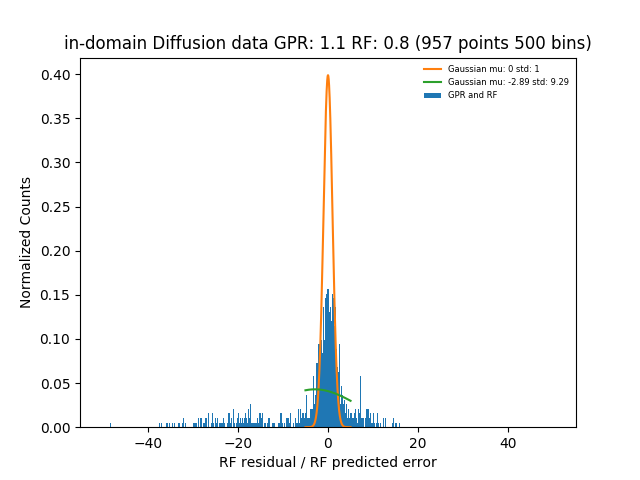 in-domain Diffusion data GPR: 1.1 RF: 0.8 (957 points 500 bins)
Gaussian mu: 0 std: 1
Gaussian mu: -2.89 std: 9.29
GPR and RF
Normalized Counts
0.40
0.35
0.30
0.25
0.20
0.15
0.10
0.05
0.00
−40 −20 0 20 40
RF residual / RF predicted error